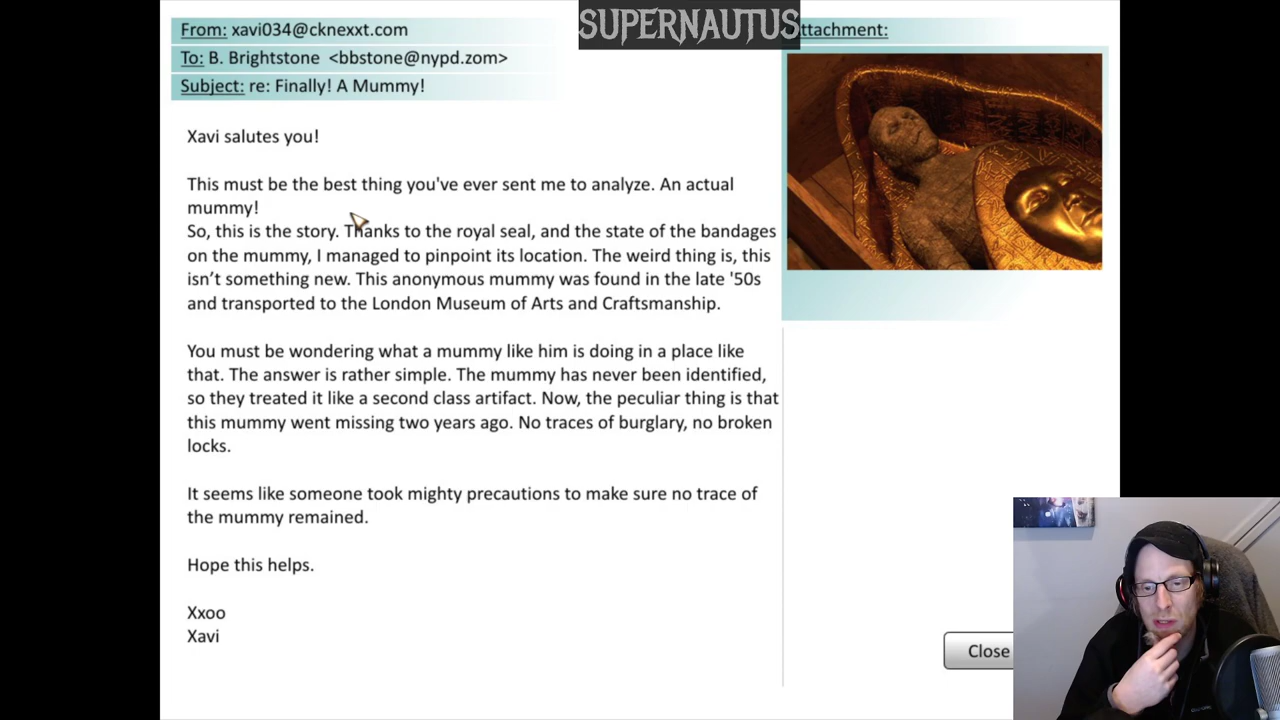 SUPERNAUTUS
From: xavi034@cknexxt.com
To: B. Brightstone <bbstone@nypd.zom>
Subject: re: Finally! A Mummy!
Attachment:
Xavi salutes you!
This must be the best thing you've ever sent me to analyze. An actual
mummy!
So, this is the story. Thanks to the royal seal, and the state of the bandages
on the mummy, I managed to pinpoint its location. The weird thing is, this
isn't something new. This anonymous mummy was found in the late '50s
and transported to the London Museum of Arts and Craftsmanship.
You must be wondering what a mummy like him is doing in a place like
that. The answer is rather simple. The mummy has never been identified,
so they treated it like a second class artifact. Now, the peculiar thing is that
this mummy went missing two years ago. No traces of burglary, no broken
locks.
It seems like someone took mighty precautions to make sure no trace of
the mummy remained.
Hope this helps.
Xxoo
Xavi
Close